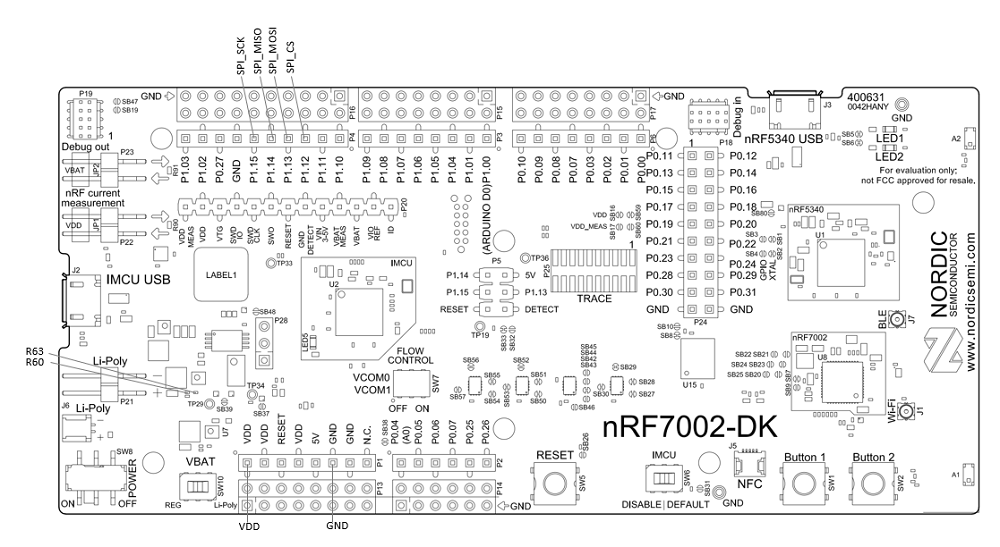 SPI_SCK
SPI_MISO
SPI_MOSI
SPI_CS
P19
SB47
SB19
1
Debug out
GND
P16
P15
P17
GND
Debug in
J3
nRF5340 USB
400631
0042HANY
GND
SB5
SB6
LED1
LED2
For evaluation only;
not FCC approved for resale.
A2
P23
VBAT
JP2
R91
nRF current
measurement
VDD
JP1
R90
P22
P4
P3
P6
P1.03
P1.02
P0.27
GND
P1.15
P1.14
P1.13
P1.12
P1.11
P1.10
P1.09
P1.08
P1.07
P1.06
P1.05
P1.04
P1.01
P1.00
(ARDUINO D0)
P0.10
P0.09
P0.08
P0.07
P0.03
P0.02
P0.01
P0.00
1
P18
P0.11 P0.12
P0.13 P0.14
P0.15 P0.16
P0.17 P0.18
P0.19 P0.20
P0.21 P0.22
P0.23 P0.24
P0.28 P0.29
P0.30 P0.31
GND GND
P24
P20
VDD
MEAS
VDD
VTG
SWD
IO
SWD
CLK
SWO
RESET
GND
DETECT
VIN
3-5V
VBAT
MEAS
VBAT
VIO
REF
ID
VDD
SB16
SB59
VDD_MEAS
SB17
SB60
SB80
SB3
SB1
SB4
SB2
GPIO
XTAL
nRF5340
U1
NORDIC
SEMICONDUCTOR
www.nordicsemi.com
J2
IMCU USB
LABEL1
TP33
IMCU
U2
LED5
P5
P1.14 5V
P1.15 P1.13
RESET DETECT
TP36
TP19
P25
1
TRACE
SB33
SB32
SB10
SB8
U15
BLE
J7
nRF7002
U8
SB22 SB21
SB24 SB23
SB25 SB20
SB7
SB9
Wi-Fi
J1
R63
R60
Li-Poly
P21
J6
Li-Poly
SB48
P28
TP34
TP29
SB39
SB37
U7
FLOW
CONTROL
VCOM0
VCOM1
SW7
OFF ON
SB56
SB55
SB57
SB54
SB52
SB51
SB53
SB50
SB45
SB44
SB42
SB43
SB46
SB29
SB28
SB30
SB27
SB38
SB26
nRF7002-DK
SW8
POWER
ON OFF
VBAT
SW10
REG Li-Poly
VDD
VDD
RESET
VDD
5V
GND
GND
N.C.
P0.04
(A0)
P0.05
P0.06
P0.07
P0.25
P0.26
P1
P2
P13
P14
GND
VDD
GND
RESET
SW5
IMCU
SW6
DISABLE | DEFAULT
SB31
GND
J5
NFC
Button 1
SW1
Button 2
SW2
A1